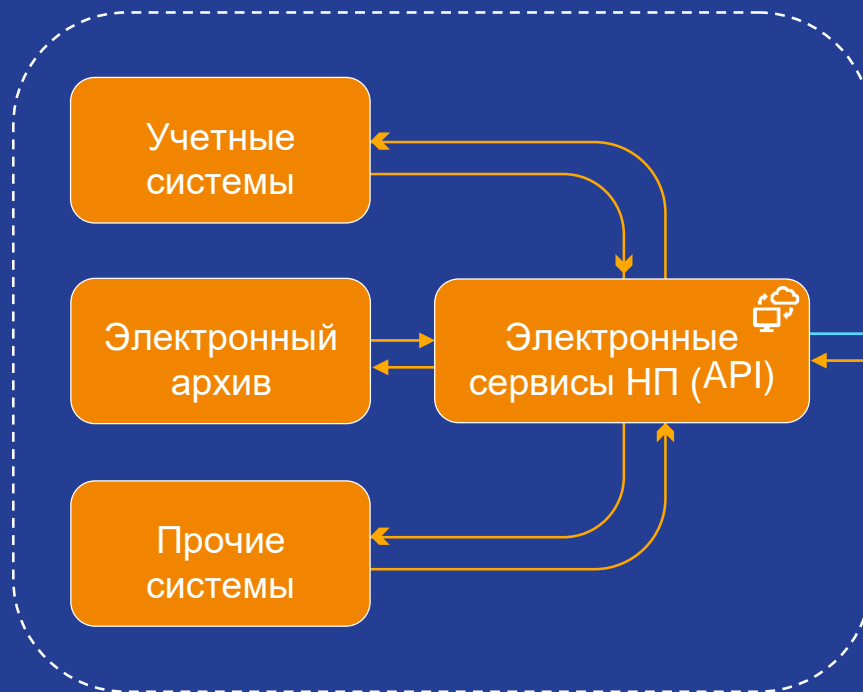 Учетные
системы
Электронный
архив
Электронные
сервисы НП (API)
Прочие
системы